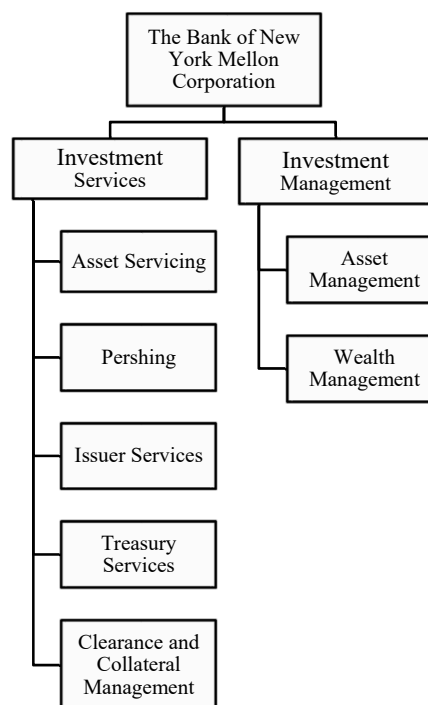 The Bank of New
York Mellon
Corporation
Investment
Services
Investment
Management
Asset Servicing
Asset
Management
Pershing
Wealth
Management
Issuer Services
Treasury
Services
Clearance and
Collateral
Management